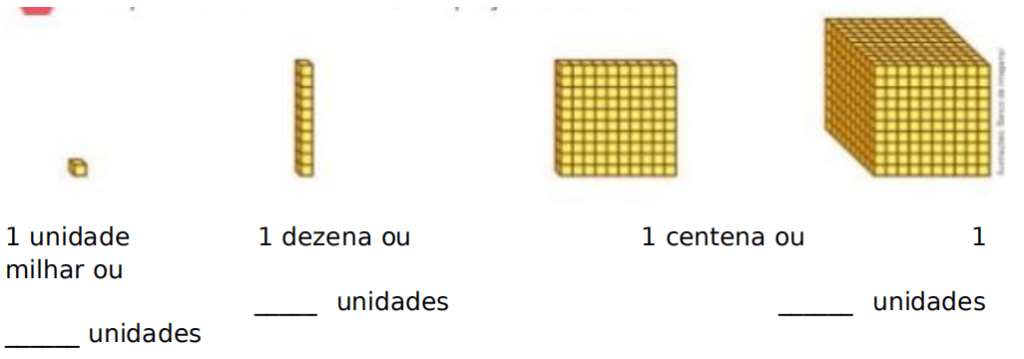 1 unidade 1 dezena ou 1 centena ou 1
milhar ou
_____ unidades ______ unidades
______ unidades